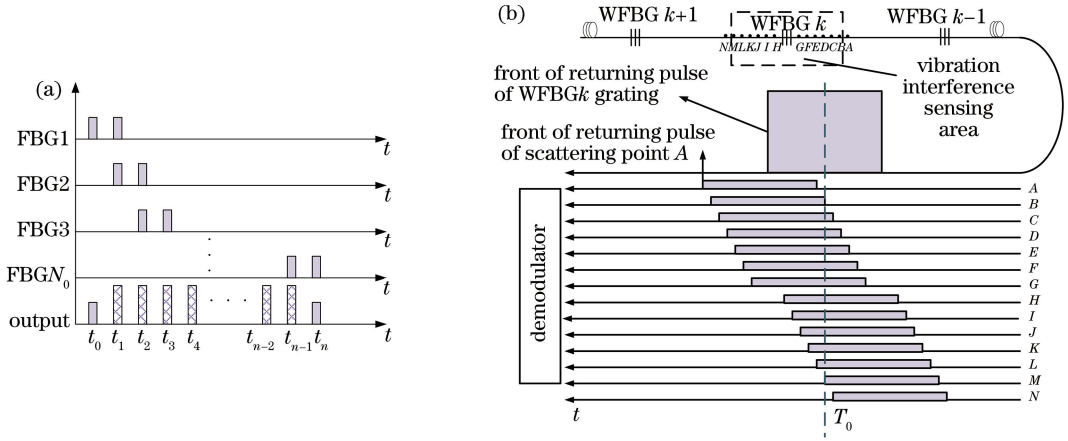 (a)
FBG1
t
FBG2
t
FBG3
t
FBGN₀
t
output
t
t₀ t₁ t₂ t₃ t₄ tₙ₋₂ tₙ₋₁ tₙ
(b)
WFBG k+1
WFBG k
WFBG k−1
NMLKJ I H GFEDCBA
front of returning pulse
of WFBGk grating
vibration
interference
sensing
area
front of returning pulse
of scattering point A
demodulator
A
B
C
D
E
F
G
H
I
J
K
L
M
N
t
T₀